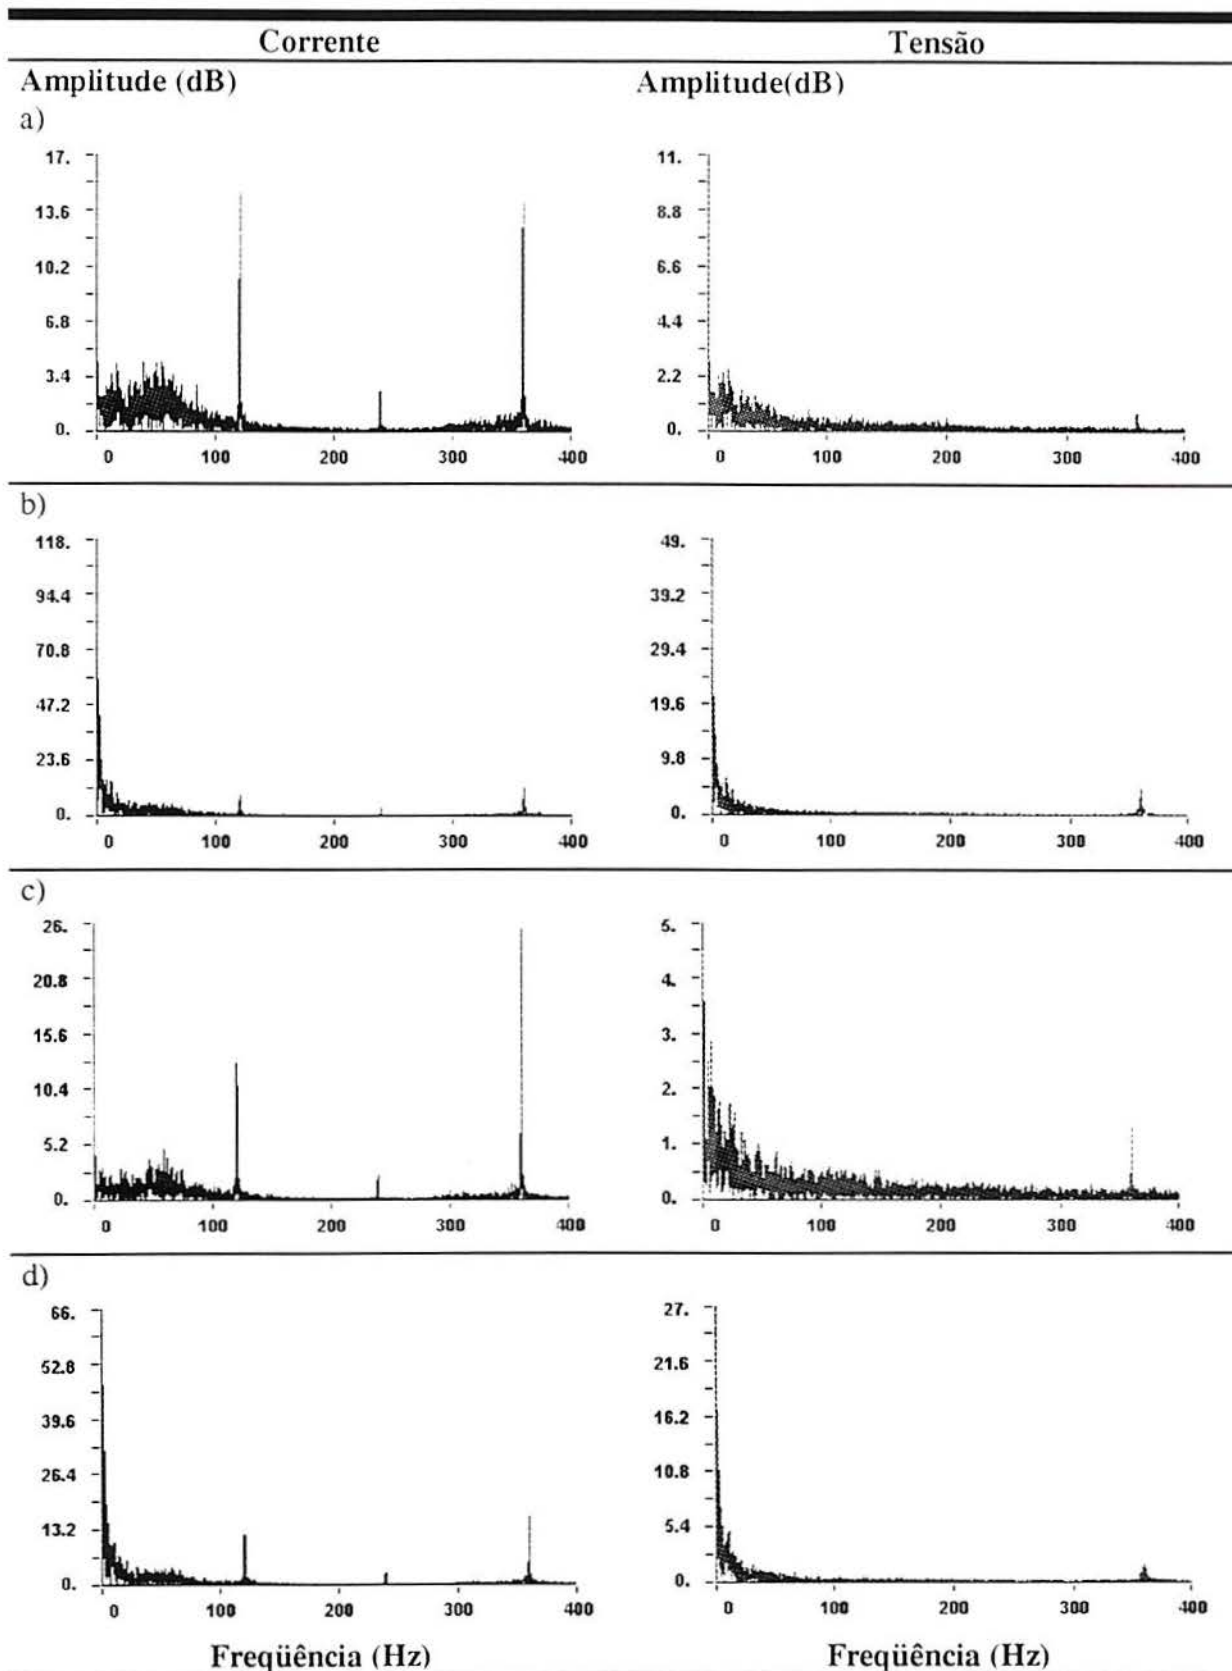 Corrente Tensão
Amplitude (dB) Amplitude(dB)
a)
17. 11.
13.6 8.8
10.2 6.6
6.8 4.4
3.4 2.2
0. 0.
0 100 200 300 400 0 100 200 300 400
b)
118. 49.
94.4 39.2
70.8 29.4
47.2 19.6
23.6 9.8
0. 0.
0 100 200 300 400 0 100 200 300 400
c)
26. 5.
20.8 4.
15.6 3.
10.4 2.
5.2 1.
0. 0.
0 100 200 300 400 0 100 200 300 400
d)
66. 27.
52.8 21.6
39.6 16.2
26.4 10.8
13.2 5.4
0. 0.
0 100 200 300 400 0 100 200 300 400
Freqüência (Hz) Freqüência (Hz)